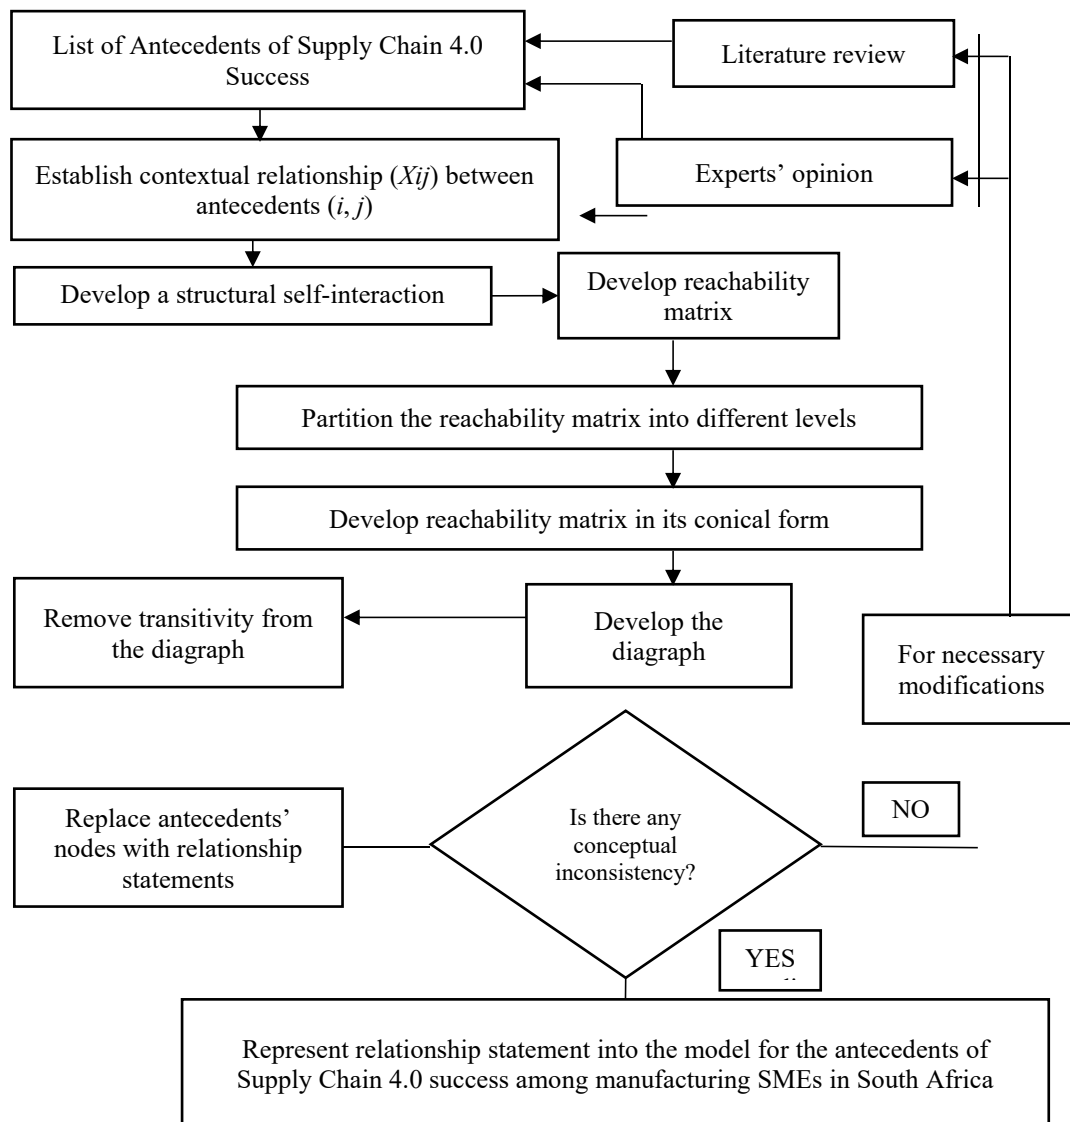 List of Antecedents of Supply Chain 4.0
Success
Literature review
Establish contextual relationship (Xij) between
antecedents (i, j)
Experts’ opinion
Develop a structural self-interaction
Develop reachability
matrix
Partition the reachability matrix into different levels
Develop reachability matrix in its conical form
Remove transitivity from
the diagraph
Develop the
diagraph
For necessary
modifications
Replace antecedents’
nodes with relationship
statements
Is there any
conceptual
inconsistency?
NO
YES
Represent relationship statement into the model for the antecedents of
Supply Chain 4.0 success among manufacturing SMEs in South Africa